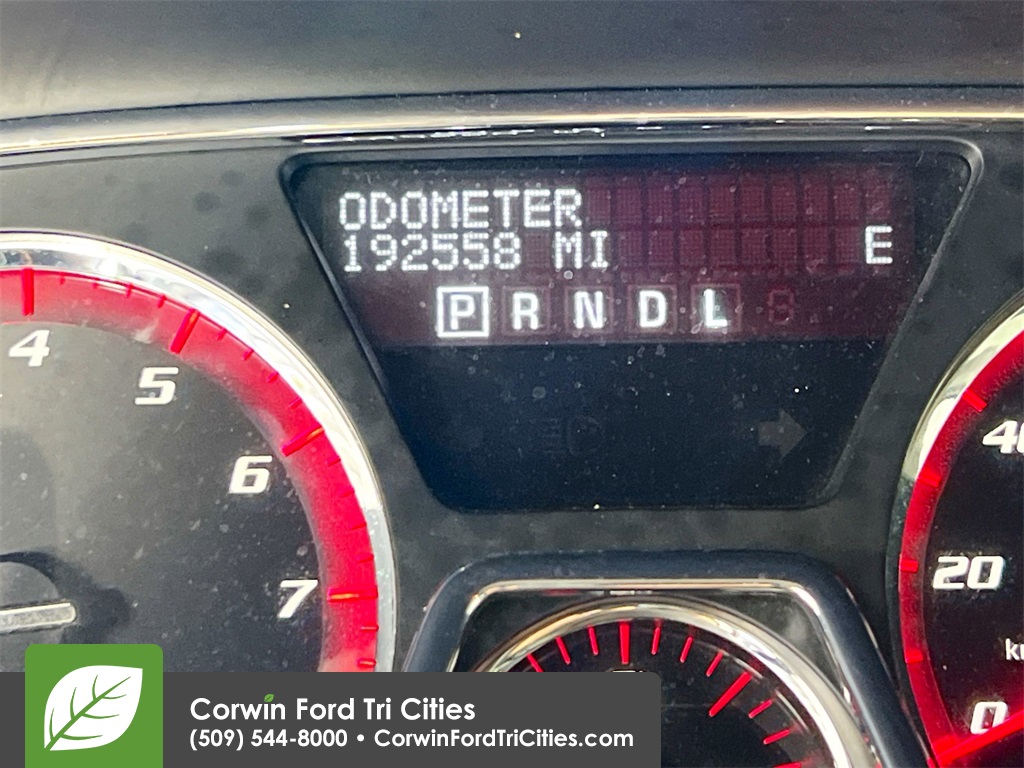 ODOMETER
192558 MI E
P R N D L
4
5
6
7
40
20
0
Corwin Ford Tri Cities
(509) 544-8000 • CorwinFordTriCities.com